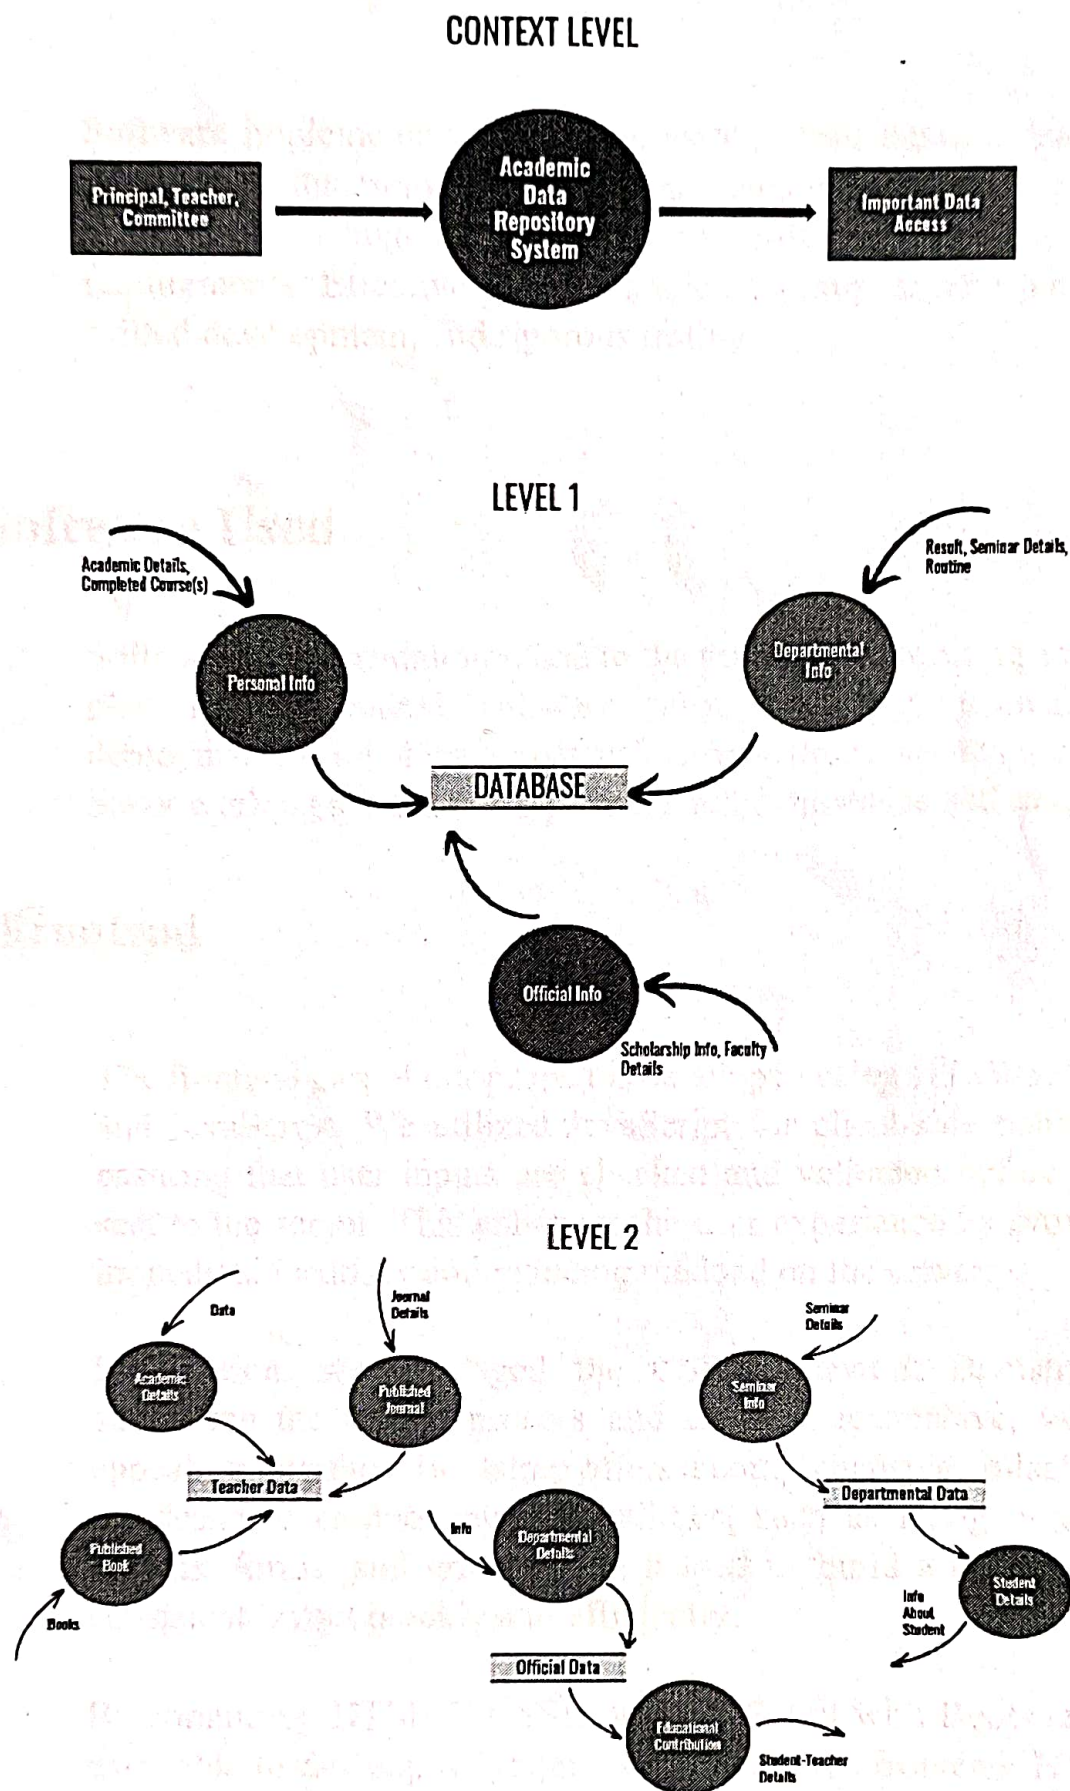 CONTEXT LEVEL
Principal, Teacher,
Committee
Academic
Data
Repository
System
Important Data
Access
LEVEL 1
Academic Details,
Completed Course(s)
Personal Info
Result, Seminar Details,
Routine
Departmental
Info
DATABASE
Official Info
Scholarship Info, Faculty
Details
LEVEL 2
Data
Academic
Details
Journal
Details
Published
Journal
Teacher Data
Published
Book
Books
Info
Departmental
Details
Official Data
Educational
Contribution
Student-Teacher
Details
Seminar
Details
Seminar
Info
Departmental Data
Student
Details
Info
About
Student